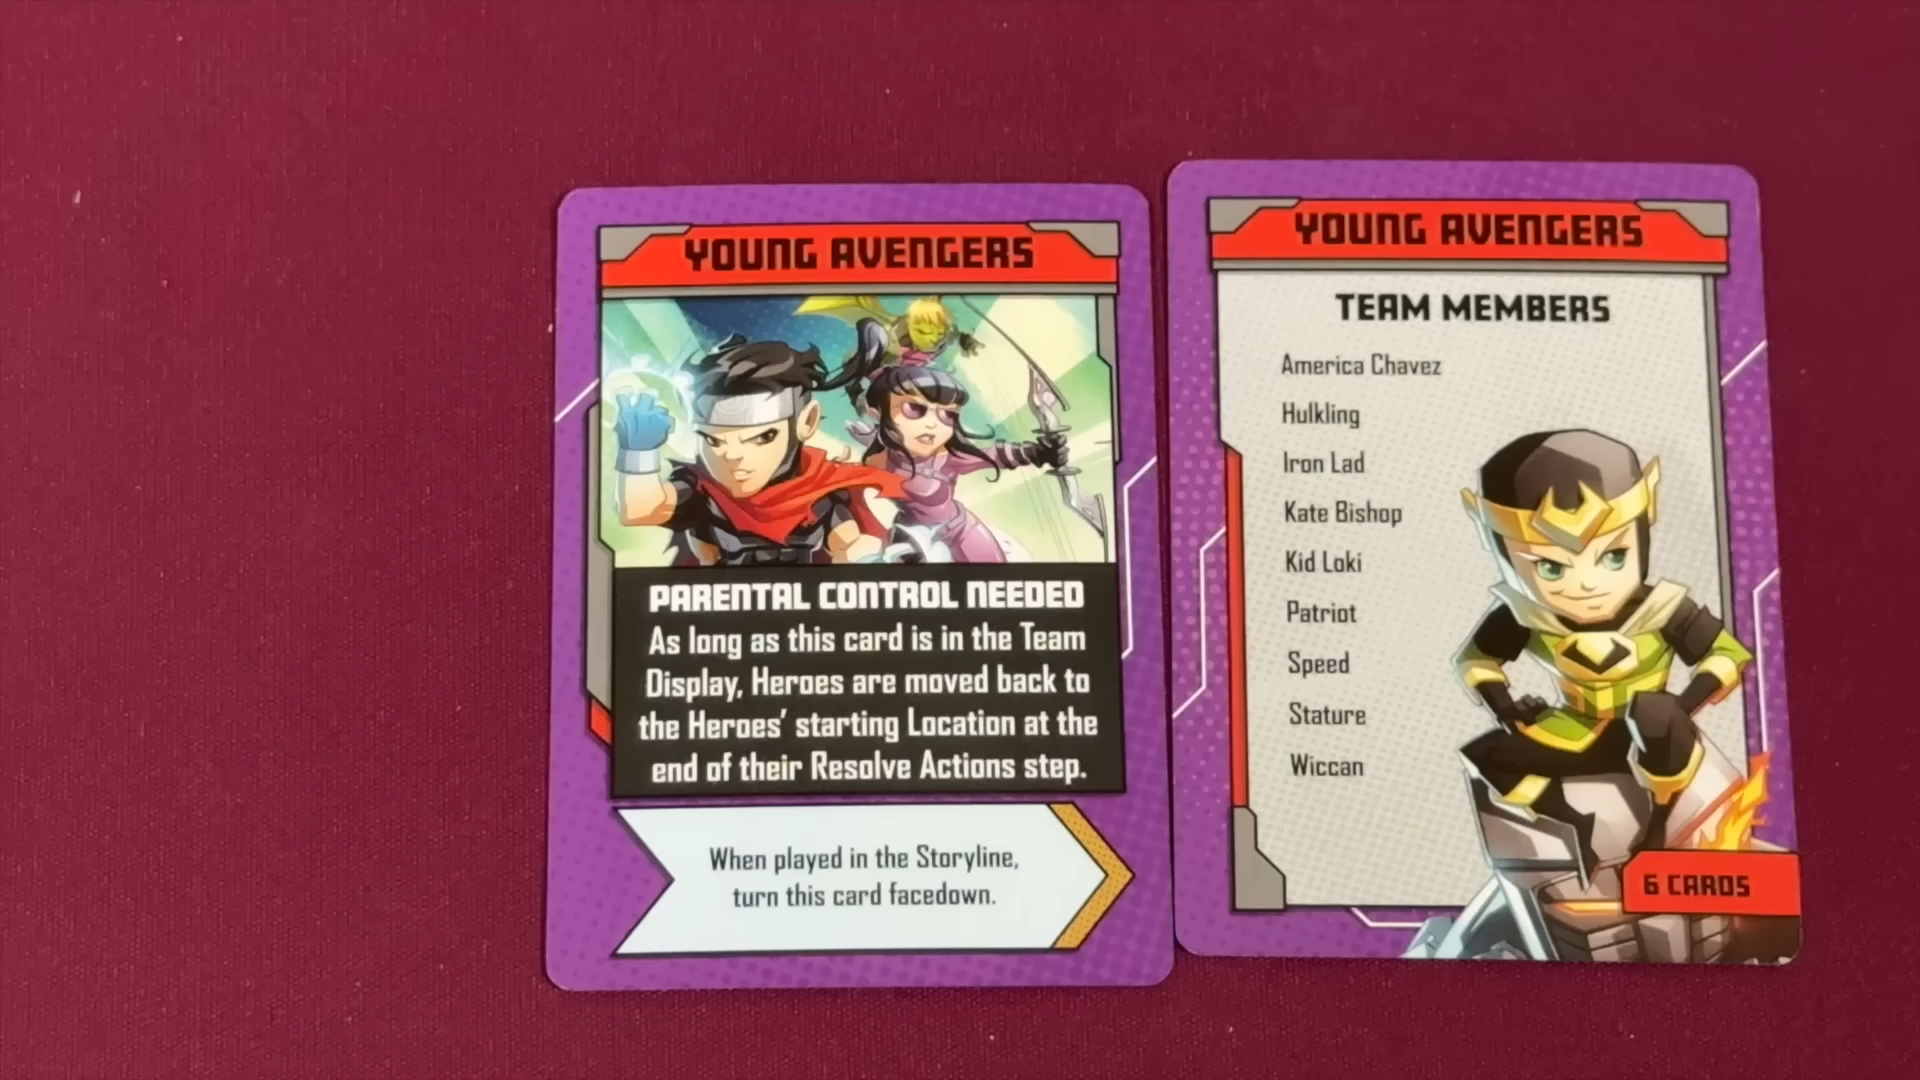 YOUNG AVENGERS
PARENTAL CONTROL NEEDED
As long as this card is in the Team
Display, Heroes are moved back to
the Heroes' starting Location at the
end of their Resolve Actions step.
When played in the Storyline,
turn this card facedown.
YOUNG AVENGERS
TEAM MEMBERS
America Chavez
Hulkling
Iron Lad
Kate Bishop
Kid Loki
Patriot
Speed
Stature
Wiccan
6 CARDS